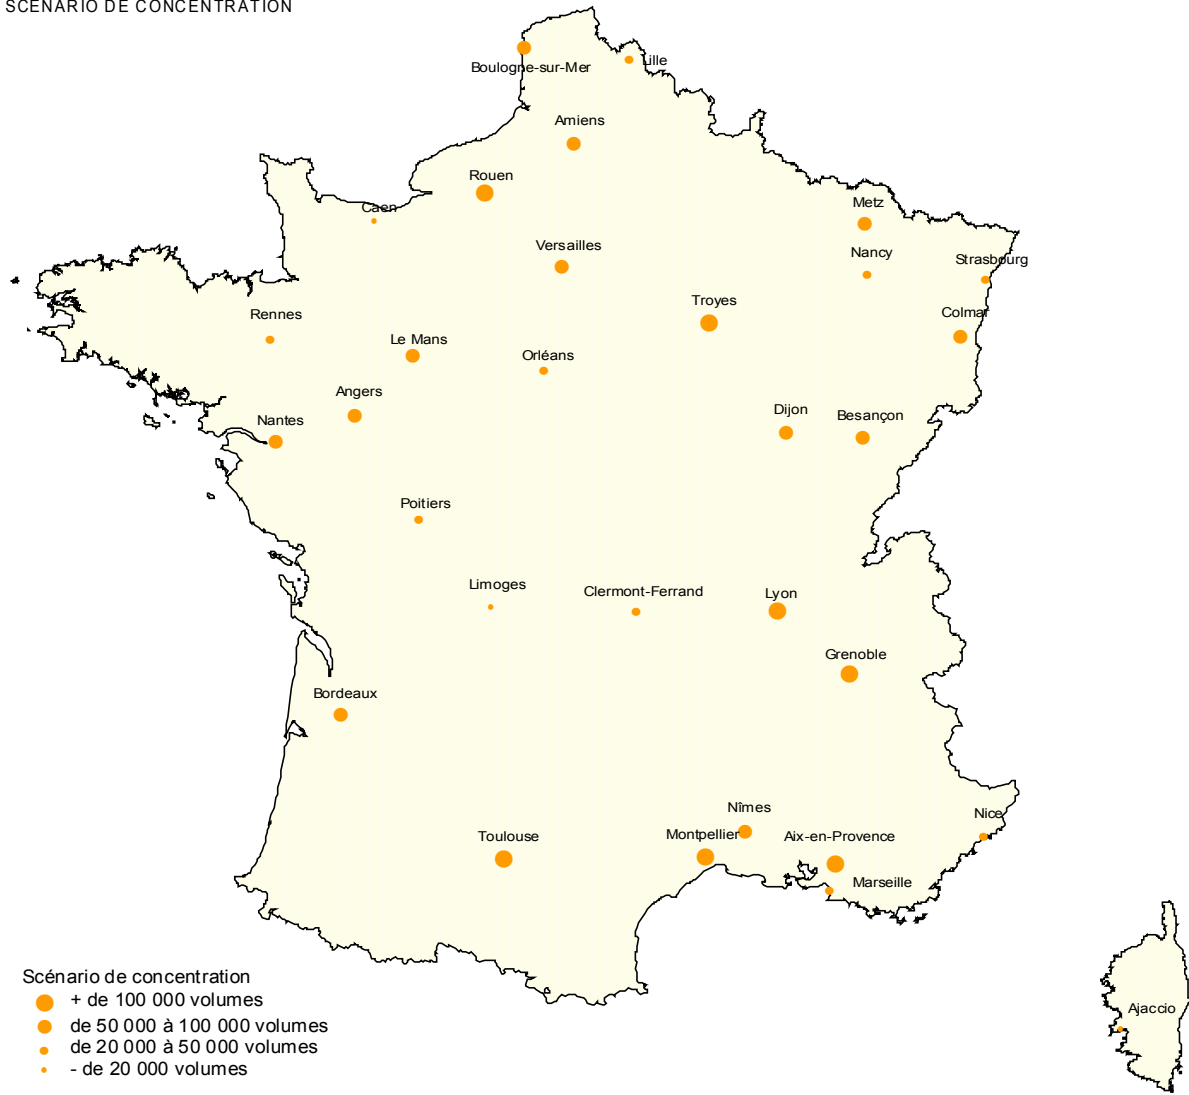 SCENARIO DE CONCENTRATION
Boulogne-sur-Mer
Lille
Amiens
Rouen
Caen
Metz
Versailles
Nancy
Strasbourg
Troyes
Colmar
Rennes
Le Mans
Orléans
Angers
Dijon
Besançon
Nantes
Poitiers
Limoges
Clermont-Ferrand
Lyon
Grenoble
Bordeaux
Nîmes
Nice
Toulouse
Montpellier
Aix-en-Provence
Marseille
Ajaccio
Scénario de concentration
+ de 100 000 volumes
de 50 000 à 100 000 volumes
de 20 000 à 50 000 volumes
- de 20 000 volumes